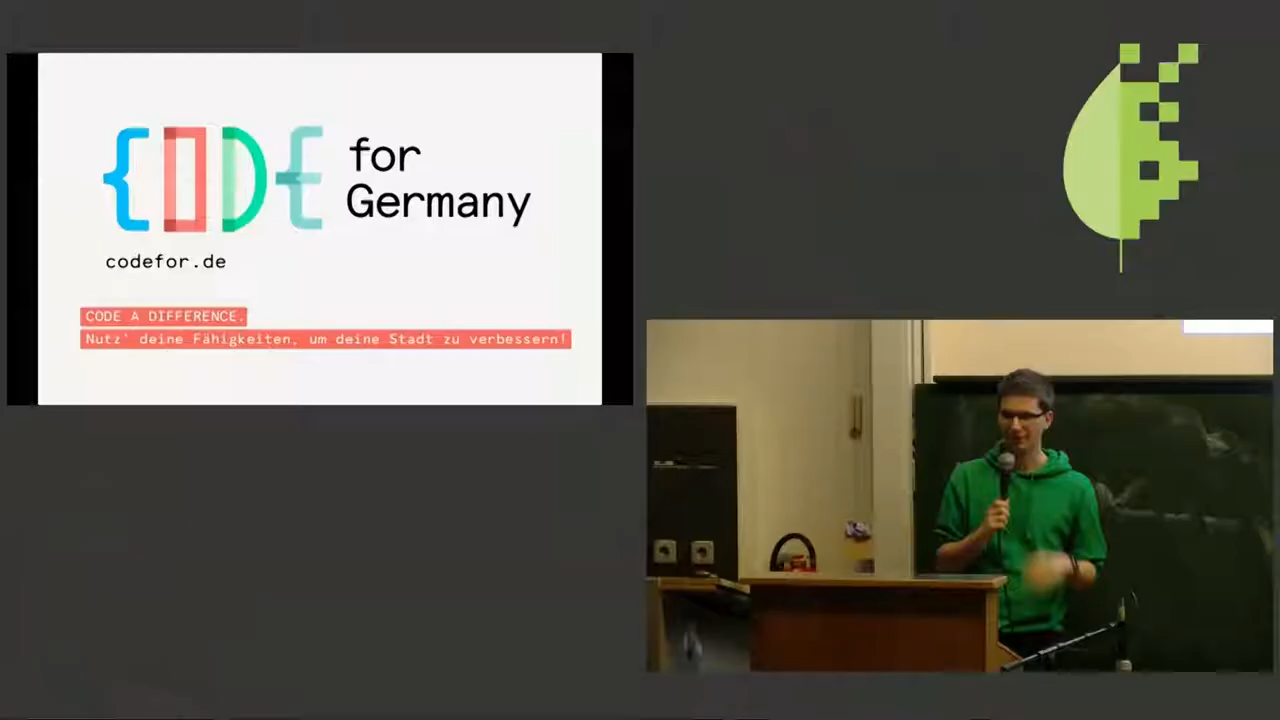 {CODE for
Germany
codefor.de
CODE A DIFFERENCE.
Nutz' deine Fähigkeiten, um deine Stadt zu verbessern!